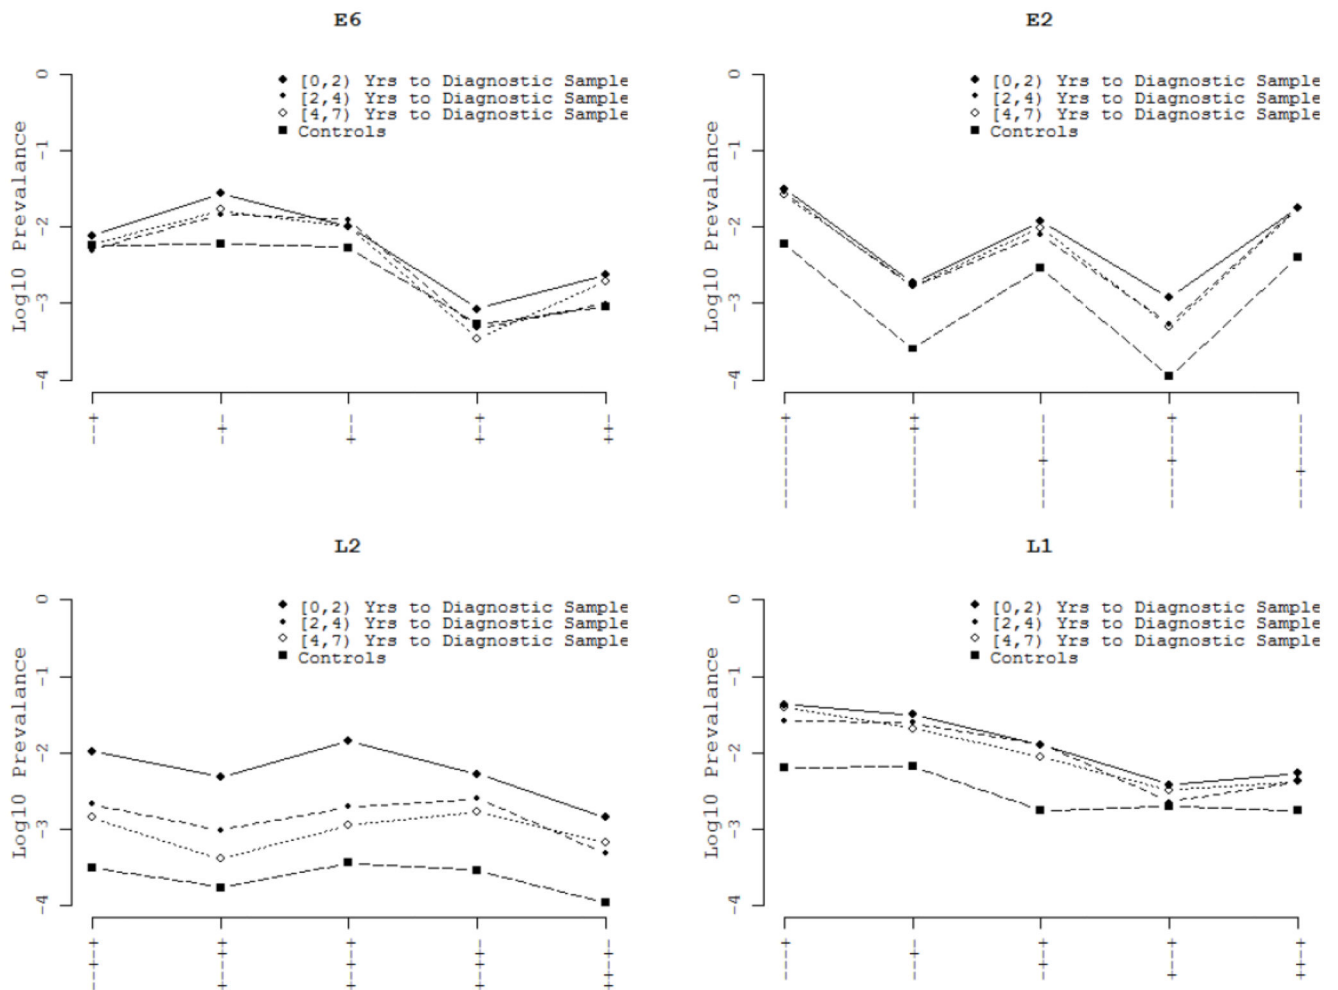 E6
0
-1
-2
-3
-4
Log10 Prevalance
[0,2) Yrs to Diagnostic Sample
[2,4) Yrs to Diagnostic Sample
[4,7) Yrs to Diagnostic Sample
Controls
E2
0
-1
-2
-3
-4
Log10 Prevalance
[0,2) Yrs to Diagnostic Sample
[2,4) Yrs to Diagnostic Sample
[4,7) Yrs to Diagnostic Sample
Controls
L2
0
-1
-2
-3
-4
Log10 Prevalance
[0,2) Yrs to Diagnostic Sample
[2,4) Yrs to Diagnostic Sample
[4,7) Yrs to Diagnostic Sample
Controls
L1
0
-1
-2
-3
-4
Log10 Prevalance
[0,2) Yrs to Diagnostic Sample
[2,4) Yrs to Diagnostic Sample
[4,7) Yrs to Diagnostic Sample
Controls